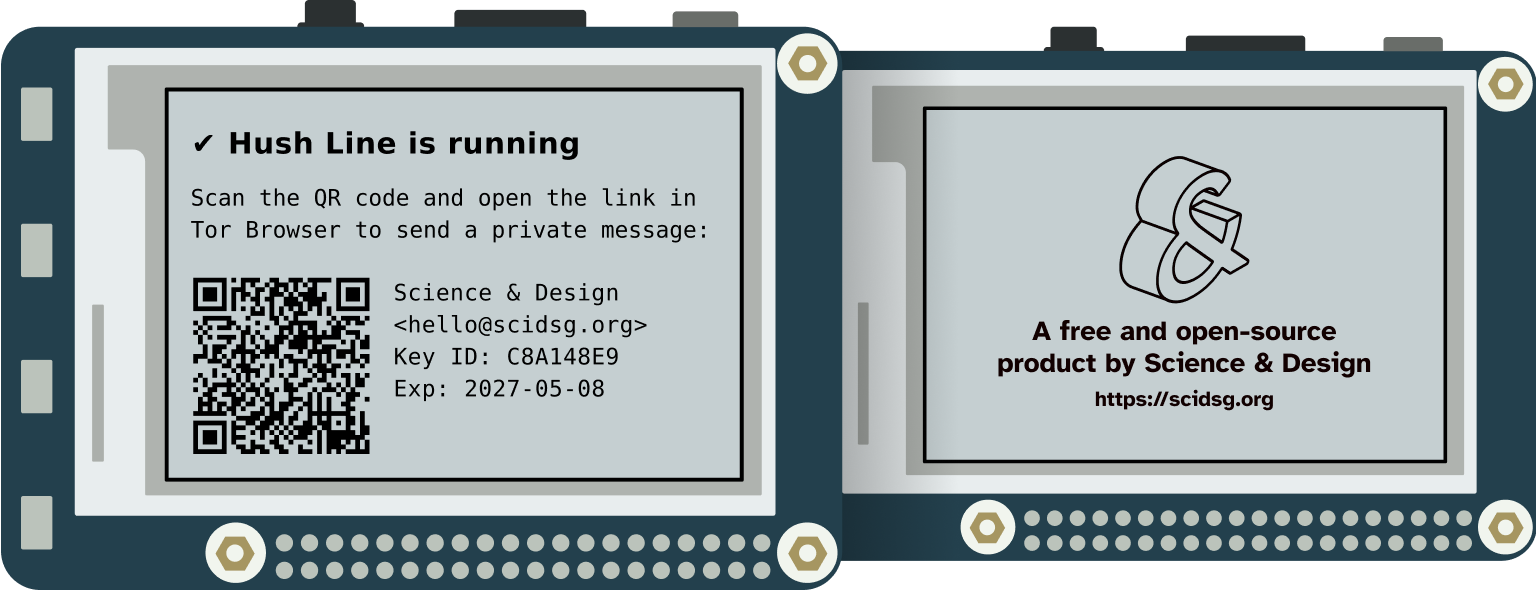 ✔ Hush Line is running
Scan the QR code and open the link in
Tor Browser to send a private message:
Science & Design
<hello@scidsg.org>
Key ID: C8A148E9
Exp: 2027-05-08
&
A free and open-source
product by Science & Design
https://scidsg.org